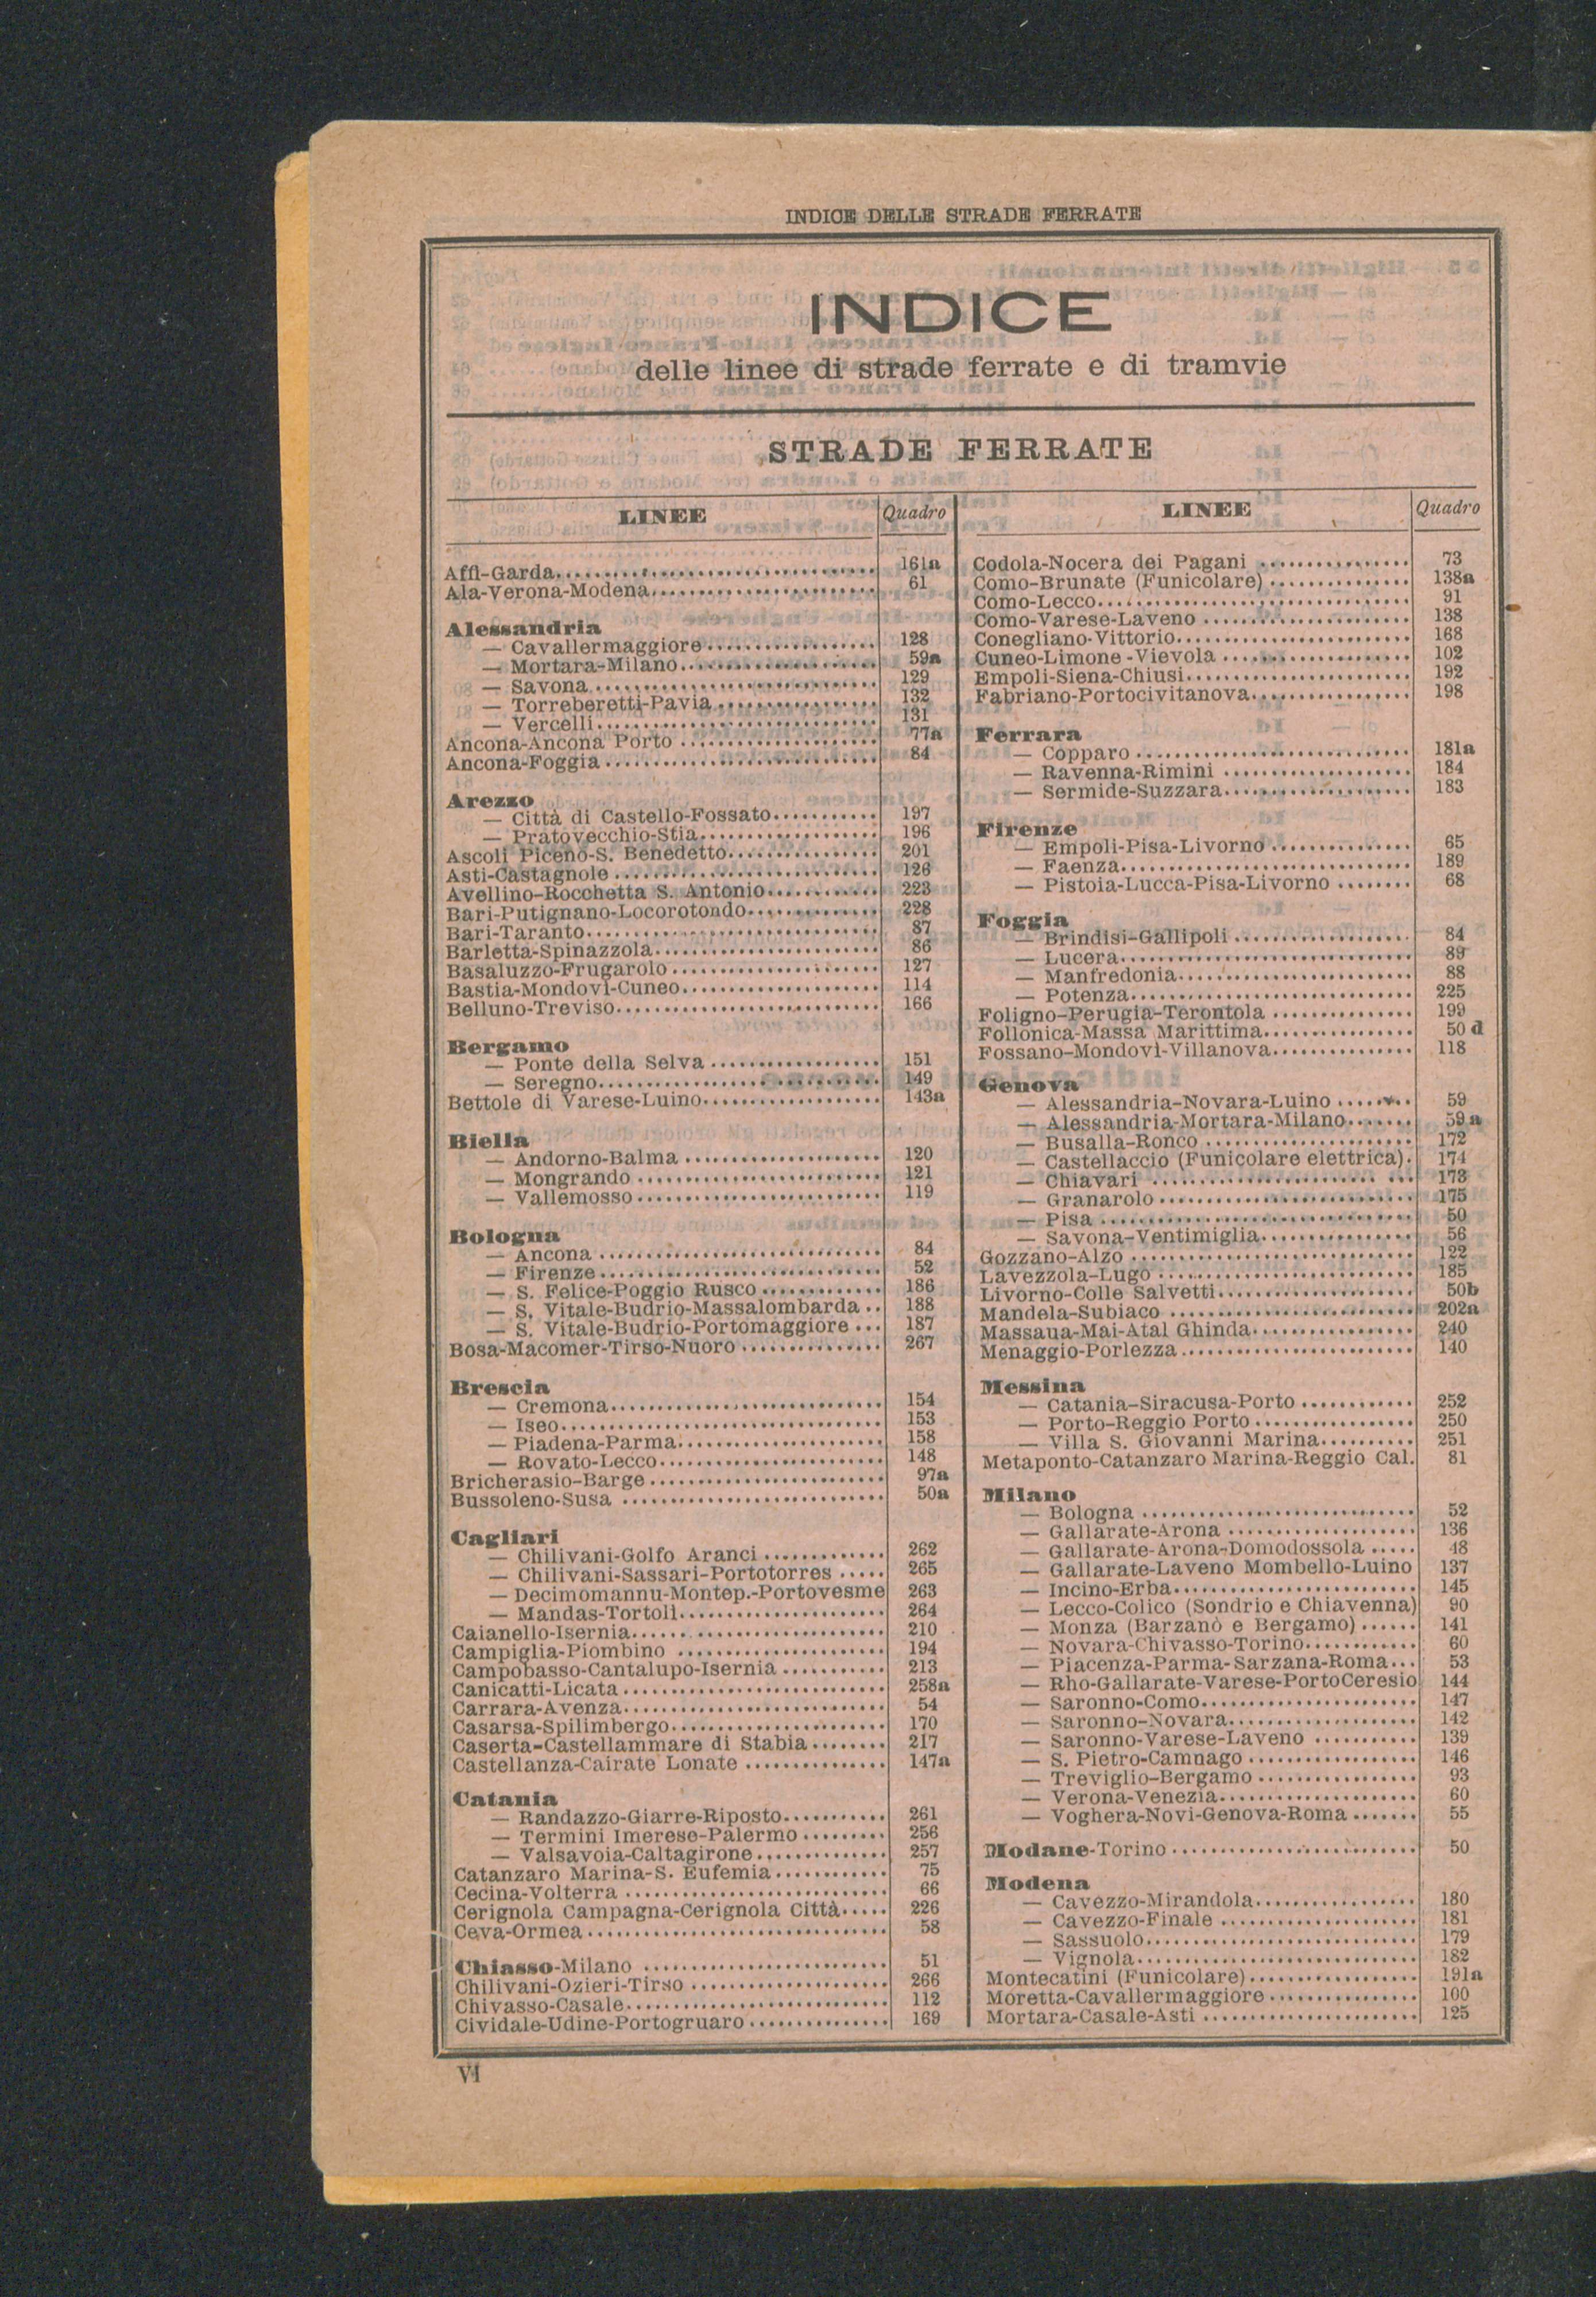 INDICE DELLE STRADE FERRATE
INDICE
delle linee di strade ferrate e di tramvie
STRADE FERRATE
LINEE Quadro
Affi-Garda 161a
Ala-Verona-Modena 61
Alessandria
— Cavallermaggiore 128
— Mortara-Milano 59a
— Savona 129
— Torreberetti-Pavia 132
— Vercelli 131
Ancona-Ancona Porto 77a
Ancona-Foggia 84
Arezzo
— Città di Castello-Fossato 197
— Pratovecchio-Stia 196
Ascoli Piceno-S. Benedetto 201
Asti-Castagnole 126
Avellino-Rocchetta S. Antonio 223
Bari-Putignano-Locorotondo 228
Bari-Taranto 87
Barletta-Spinazzola 86
Basaluzzo-Frugarolo 127
Bastia-Mondovì-Cuneo 114
Belluno-Treviso 166
Bergamo
— Ponte della Selva 151
— Seregno 149
Bettole di Varese-Luino 143a
Biella
— Andorno-Balma 120
— Mongrando 121
— Vallemosso 119
Bologna
— Ancona 84
— Firenze 52
— S. Felice-Poggio Rusco 186
— S. Vitale-Budrio-Massalombarda 188
— S. Vitale-Budrio-Portomaggiore 187
Bosa-Macomer-Tirso-Nuoro 267
Brescia
— Cremona 154
— Iseo 153
— Piadena-Parma 158
— Rovato-Lecco 148
Bricherasio-Barge 97a
Bussoleno-Susa 50a
Cagliari
— Chilivani-Golfo Aranci 262
— Chilivani-Sassari-Portotorres 265
— Decimomannu-Montep.-Portovesme 263
— Mandas-Tortolì 264
Caianello-Isernia 210
Campiglia-Piombino 194
Campobasso-Cantalupo-Isernia 213
Canicatti-Licata 258a
Carrara-Avenza 54
Casarsa-Spilimbergo 170
Caserta-Castellammare di Stabia 217
Castellanza-Cairate Lonate 147a
Catania
— Randazzo-Giarre-Riposto 261
— Termini Imerese-Palermo 256
— Valsavoia-Caltagirone 257
Catanzaro Marina-S. Eufemia 75
Cecina-Volterra 66
Cerignola Campagna-Cerignola Città 226
Ceva-Ormea 58
Chiasso-Milano 51
Chilivani-Ozieri-Tirso 266
Chivasso-Casale 112
Cividale-Udine-Portogruaro 169
LINEE Quadro
Codola-Nocera dei Pagani 73
Como-Brunate (Funicolare) 138a
Como-Lecco 91
Como-Varese-Laveno 138
Conegliano-Vittorio 168
Cuneo-Limone-Vievola 102
Empoli-Siena-Chiusi 192
Fabriano-Portocivitanova 198
Ferrara
— Copparo 181a
— Ravenna-Rimini 184
— Sermide-Suzzara 183
Firenze
— Empoli-Pisa-Livorno 65
— Faenza 189
— Pistoia-Lucca-Pisa-Livorno 68
Foggia
— Brindisi-Gallipoli 84
— Lucera 89
— Manfredonia 88
— Potenza 225
Foligno-Perugia-Terontola 199
Follonica-Massa Marittima 50 d
Fossano-Mondovì-Villanova 118
Genova
— Alessandria-Novara-Luino 59
— Alessandria-Mortara-Milano 59 a
— Busalla-Ronco 172
— Castellaccio (Funicolare elettrica) 174
— Chiavari 173
— Granarolo 175
— Pisa 50
— Savona-Ventimiglia 56
Gozzano-Alzo 122
Lavezzola-Lugo 185
Livorno-Colle Salvetti 50b
Mandela-Subiaco 202a
Massaua-Mai-Atal Ghinda 240
Menaggio-Porlezza 140
Messina
— Catania-Siracusa-Porto 252
— Porto-Reggio Porto 250
— Villa S. Giovanni Marina 251
Metaponto-Catanzaro Marina-Reggio Cal. 81
Milano
— Bologna 52
— Gallarate-Arona 136
— Gallarate-Arona-Domodossola 48
— Gallarate-Laveno Mombello-Luino 137
— Incino-Erba 145
— Lecco-Colico (Sondrio e Chiavenna) 90
— Monza (Barzanò e Bergamo) 141
— Novara-Chivasso-Torino 60
— Piacenza-Parma-Sarzana-Roma 53
— Rho-Gallarate-Varese-PortoCeresio 144
— Saronno-Como 147
— Saronno-Novara 142
— Saronno-Varese-Laveno 139
— S. Pietro-Camnago 146
— Treviglio-Bergamo 93
— Verona-Venezia 60
— Voghera-Novi-Genova-Roma 55
Modane-Torino 50
Modena
— Cavezzo-Mirandola 180
— Cavezzo-Finale 181
— Sassuolo 179
— Vignola 182
Montecatini (Funicolare) 191a
Moretta-Cavallermaggiore 100
Mortara-Casale-Asti 125
VI